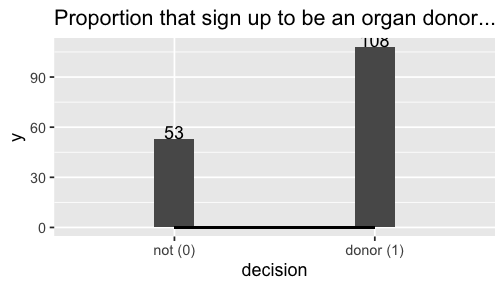 Proportion that sign up to be an organ donor...
108
90
53
60
30
0
y
not (0)
donor (1)
decision